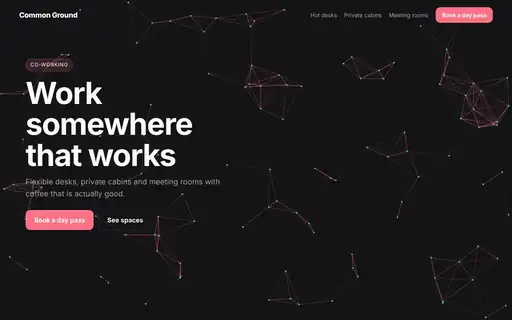 Common Ground
Hot desks
Private cabins
Meeting rooms
Book a day pass
CO-WORKING
Work
somewhere
that works
Flexible desks, private cabins and meeting rooms with
coffee that is actually good.
Book a day pass
See spaces